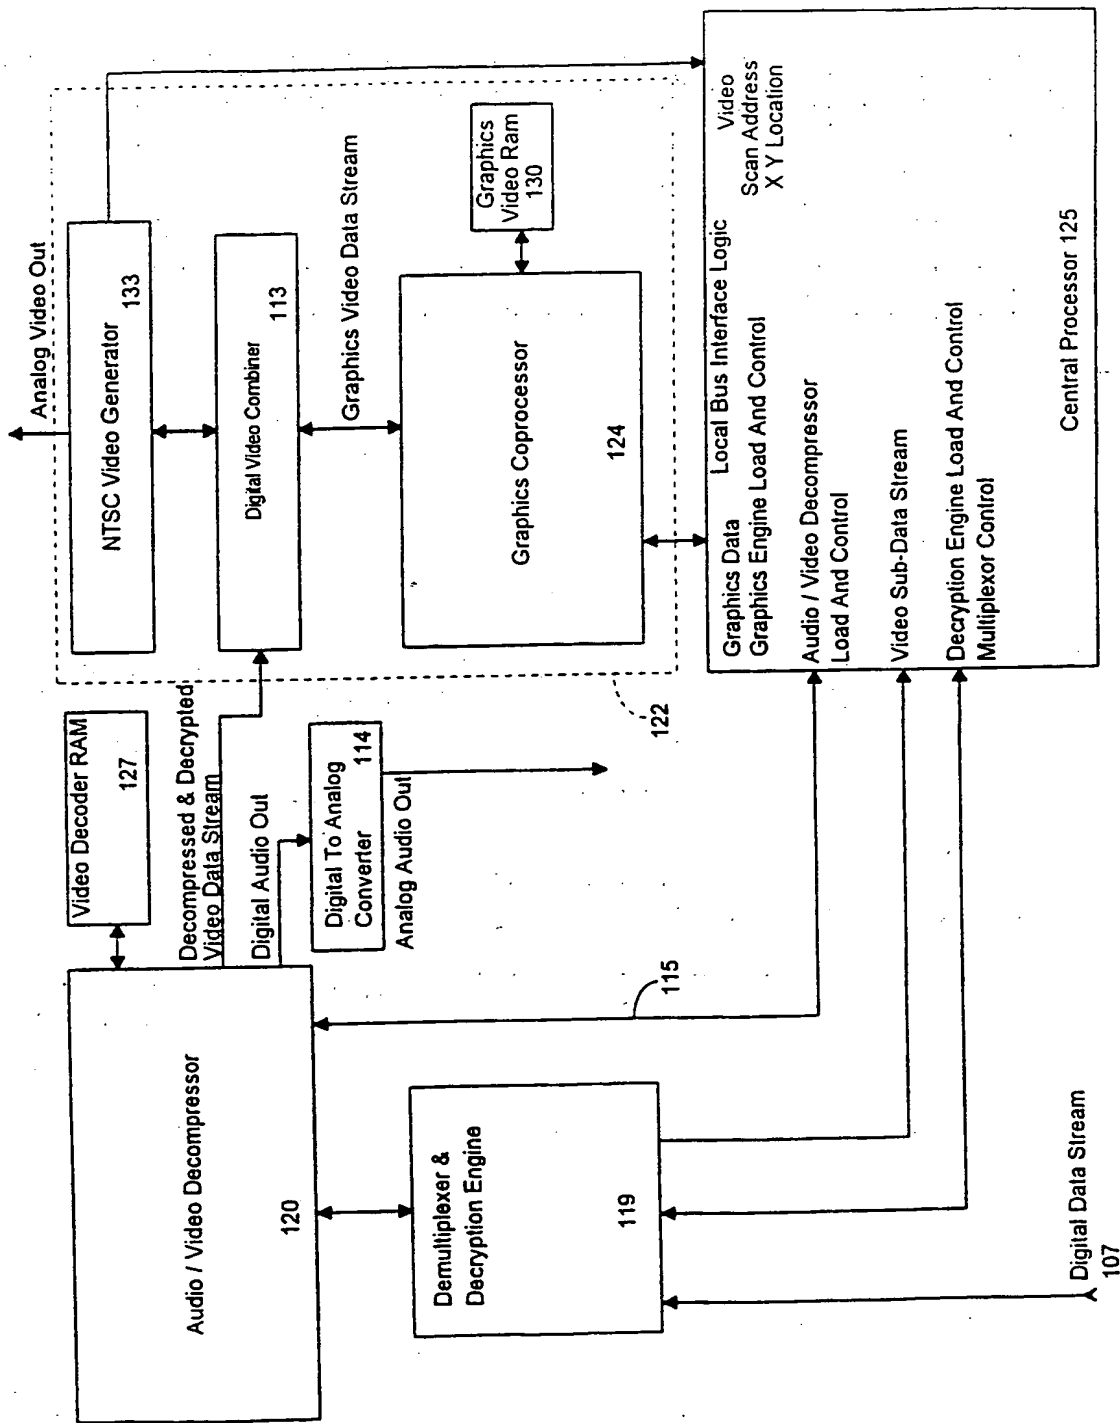 Audio / Video Decompressor
120
Video Decoder RAM
127
Decompressed & Decrypted
Video Data Stream
Digital Audio Out
Digital To Analog
Converter
114
Analog Audio Out
Analog Video Out
NTSC Video Generator
133
Digital Video Combiner
113
Graphics Video Data Stream
Graphics Coprocessor
124
Graphics
Video Ram
130
122
115
Demultiplexer &
Decryption Engine
119
Digital Data Stream
107
Local Bus Interface Logic
Video
Scan Address
X Y Location
Graphics Data
Graphics Engine Load And Control
Audio / Video Decompressor
Load And Control
Video Sub-Data Stream
Decryption Engine Load And Control
Multiplexor Control
Central Processor 125